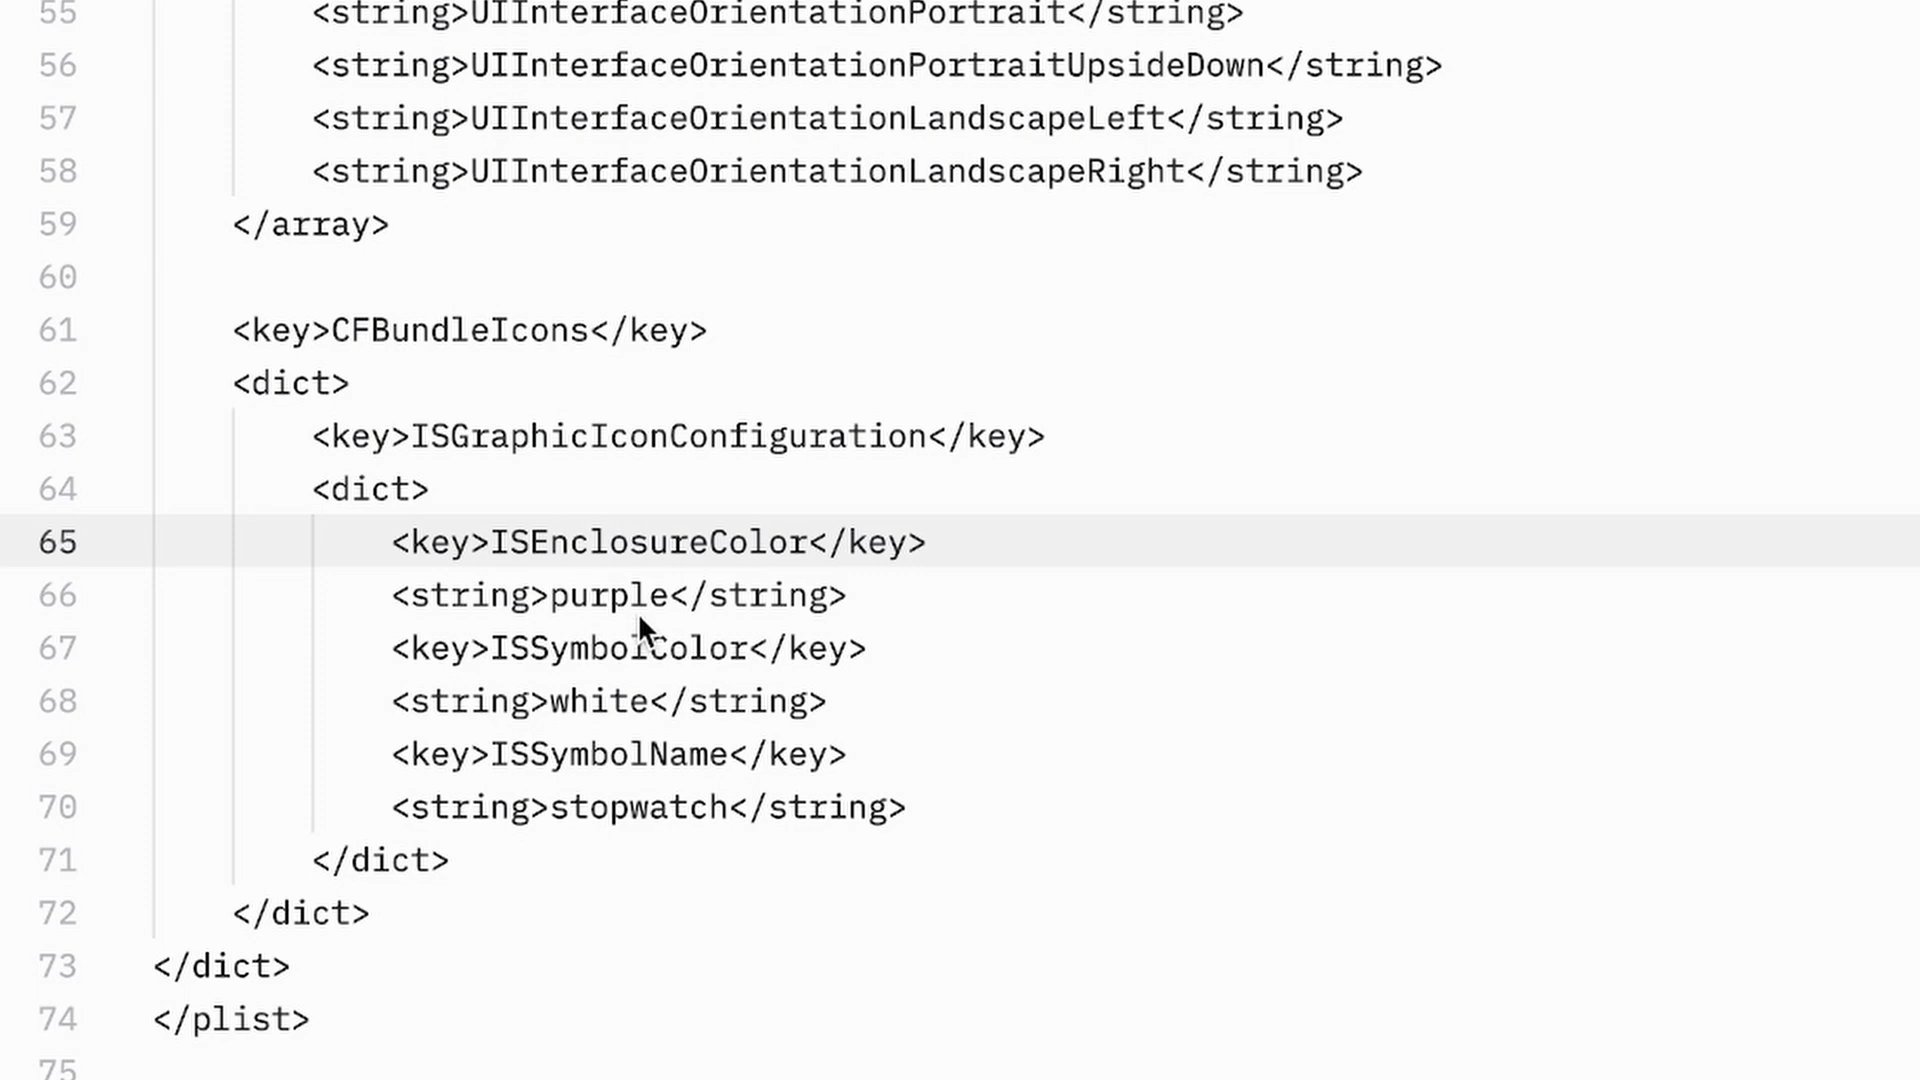 55 <string>UIInterfaceOrientationPortrait</string>
56 <string>UIInterfaceOrientationPortraitUpsideDown</string>
57 <string>UIInterfaceOrientationLandscapeLeft</string>
58 <string>UIInterfaceOrientationLandscapeRight</string>
59 </array>
60
61 <key>CFBundleIcons</key>
62 <dict>
63 <key>ISGraphicIconConfiguration</key>
64 <dict>
65 <key>ISEnclosureColor</key>
66 <string>purple</string>
67 <key>ISSymbolColor</key>
68 <string>white</string>
69 <key>ISSymbolName</key>
70 <string>stopwatch</string>
71 </dict>
72 </dict>
73 </dict>
74 </plist>
75